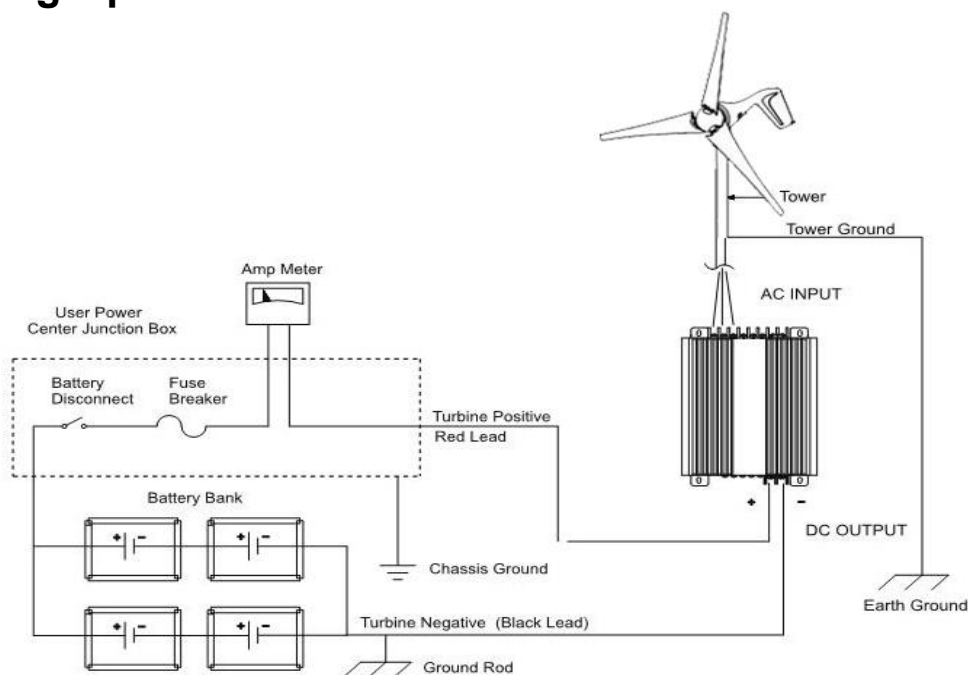 Tower
Tower Ground
Amp Meter
AC INPUT
User Power
Center Junction Box
Battery
Disconnect
Fuse
Breaker
Turbine Positive
Red Lead
Battery Bank
+ -
DC OUTPUT
+ - + -
Chassis Ground
Earth Ground
Turbine Negative (Black Lead)
+ - + -
Ground Rod